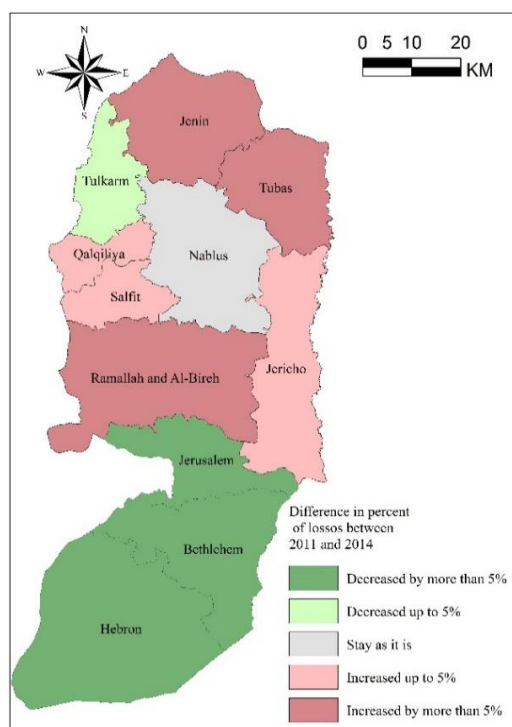 N
W E
S
0 5 10 20
KM
Jenin
Tubas
Tulkarm
Qalqiliya
Nablus
Salfit
Jericho
Ramallah and Al-Bireh
Jerusalem
Bethlehem
Hebron
Difference in percent
of lossos between
2011 and 2014
Decreased by more than 5%
Decreased up to 5%
Stay as it is
Increased up to 5%
Increased by more than 5%